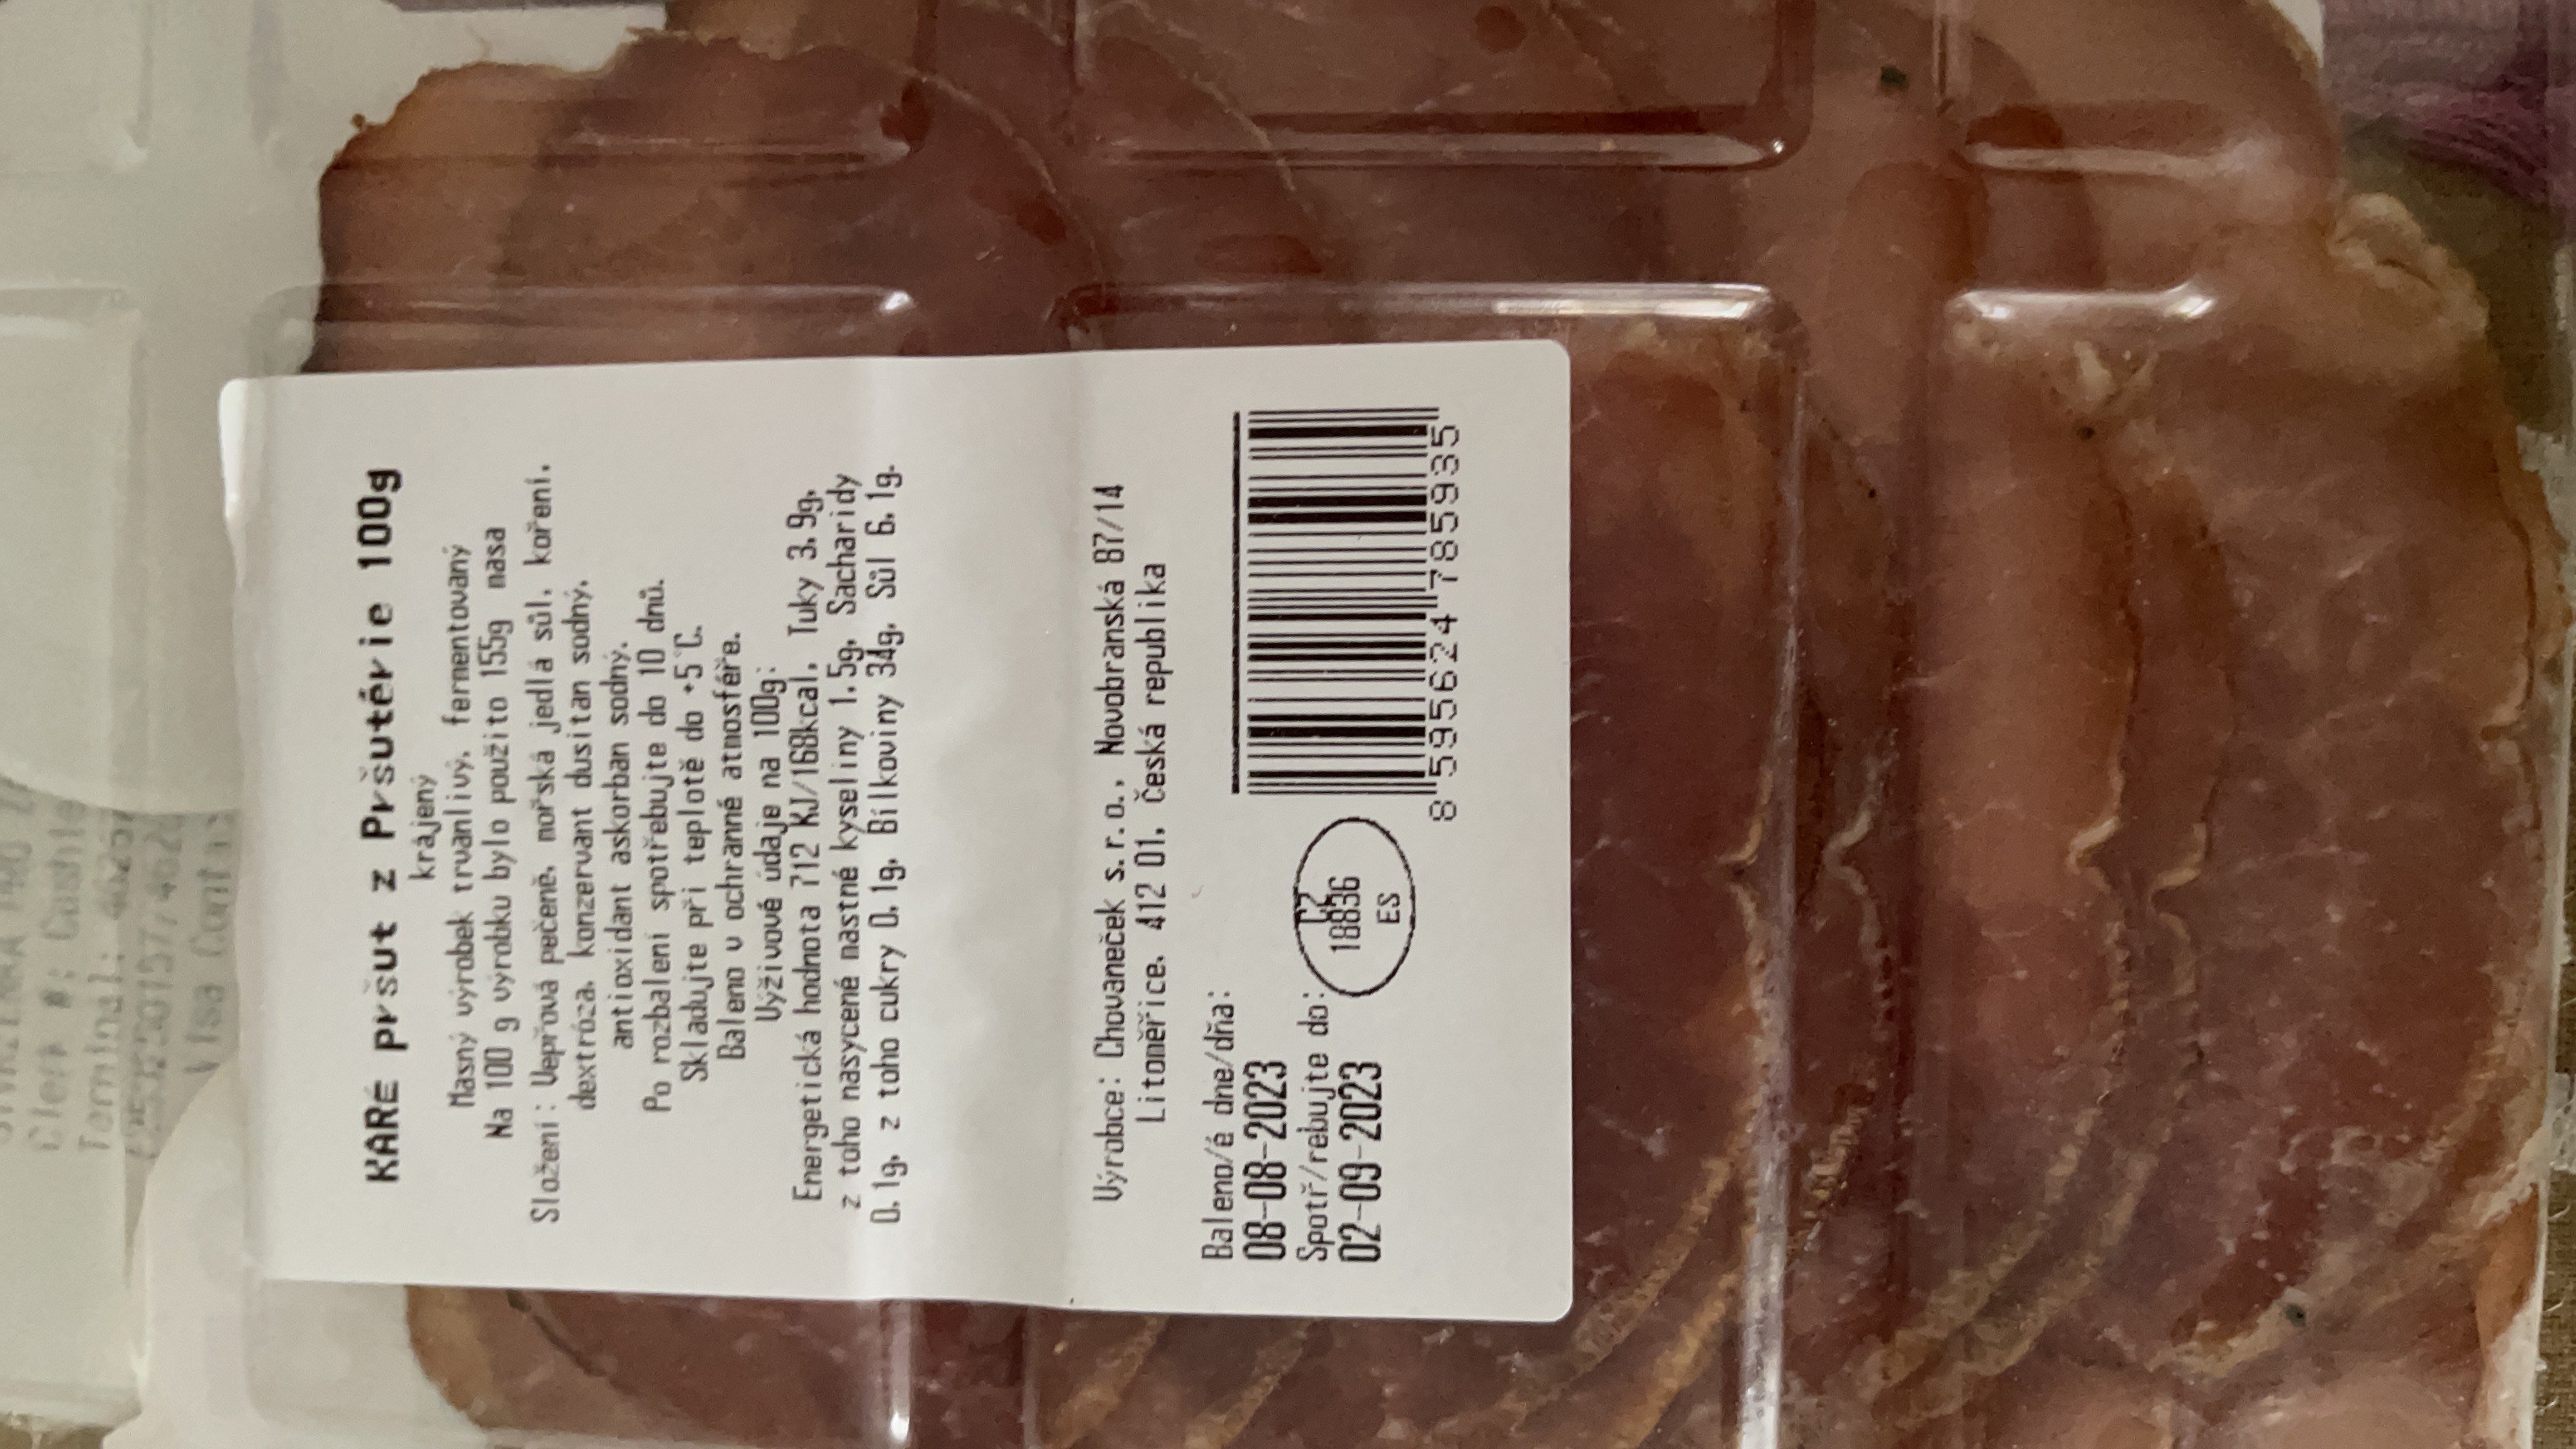 KARÉ pršut z Pršutérie 100g
krájený
Masný výrobek trvanlivý, fermentovaný
Na 100 g výrobku bylo použito 155g masa
Složení: Vepřová pečeně, mořská jedlá sůl, koření,
dextróza, konzervant dusitan sodný,
antioxidant askorban sodný.
Po rozbalení spotřebujte do 10 dnů.
Skladujte při teplotě do +5°C.
Baleno v ochranné atmosféře.
Výživové údaje na 100g:
Energetická hodnota 712 KJ/168kcal, Tuky 3.9g,
z toho nasycené mastné kyseliny 1.5g, Sacharidy
0.1g, z toho cukry 0.1g, Bílkoviny 34g, Sůl 6.1g.
Výrobce: Chovaneček s.r.o., Novobranská 87/14
Litoměřice, 412 01, Česká republika
Baleno/é dne/dňa:
08-08-2023
Spotř/rebujte do:
02-09-2023
CZ
18836
ES
8 595624 785935
Clerk #:
Terminal:
Visa